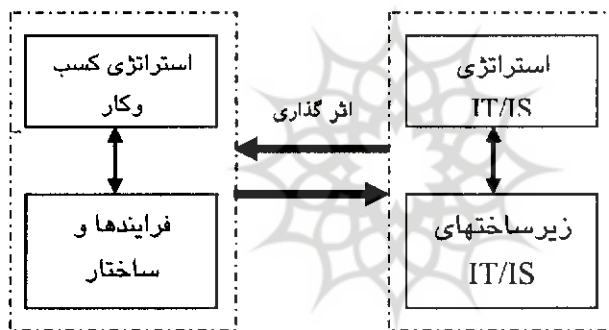 استراتژی
IT/IS
اثر گذاری
استراتژی کسب
وکار
زیرساختهای
IT/IS
فرایندها و
ساختار